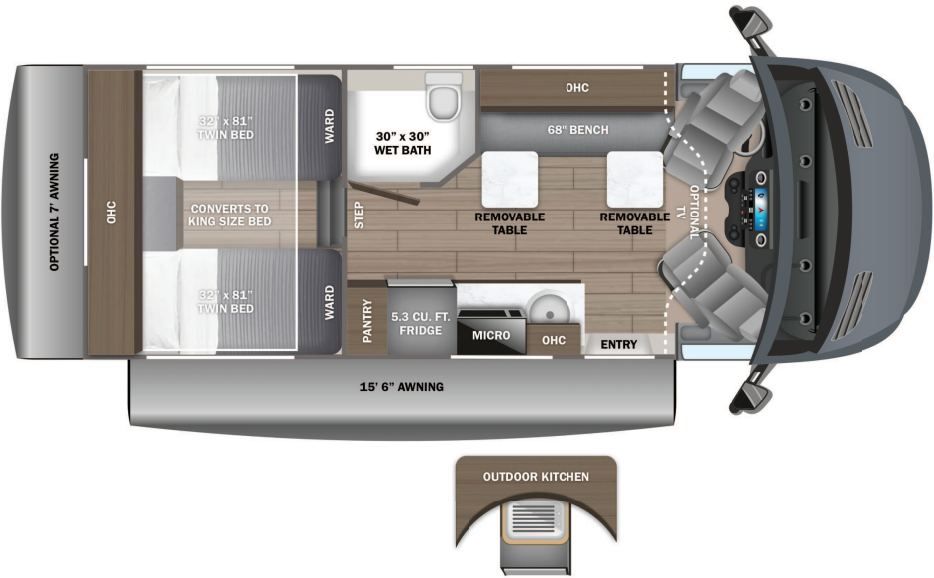 OPTIONAL 7' AWNING
OHC
32" x 81"
TWIN BED
WARD
CONVERTS TO
KING SIZE BED
32" x 81"
TWIN BED
WARD
STEP
30" x 30"
WET BATH
OHC
68" BENCH
REMOVABLE
TABLE
REMOVABLE
TABLE
OPTIONAL
TV
PANTRY
5.3 CU. FT.
FRIDGE
MICRO
OHC
ENTRY
15' 6" AWNING
OUTDOOR KITCHEN